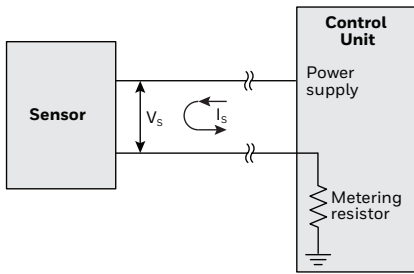 Control
Unit
Power
supply
Sensor
Vs
Is
Metering
resistor